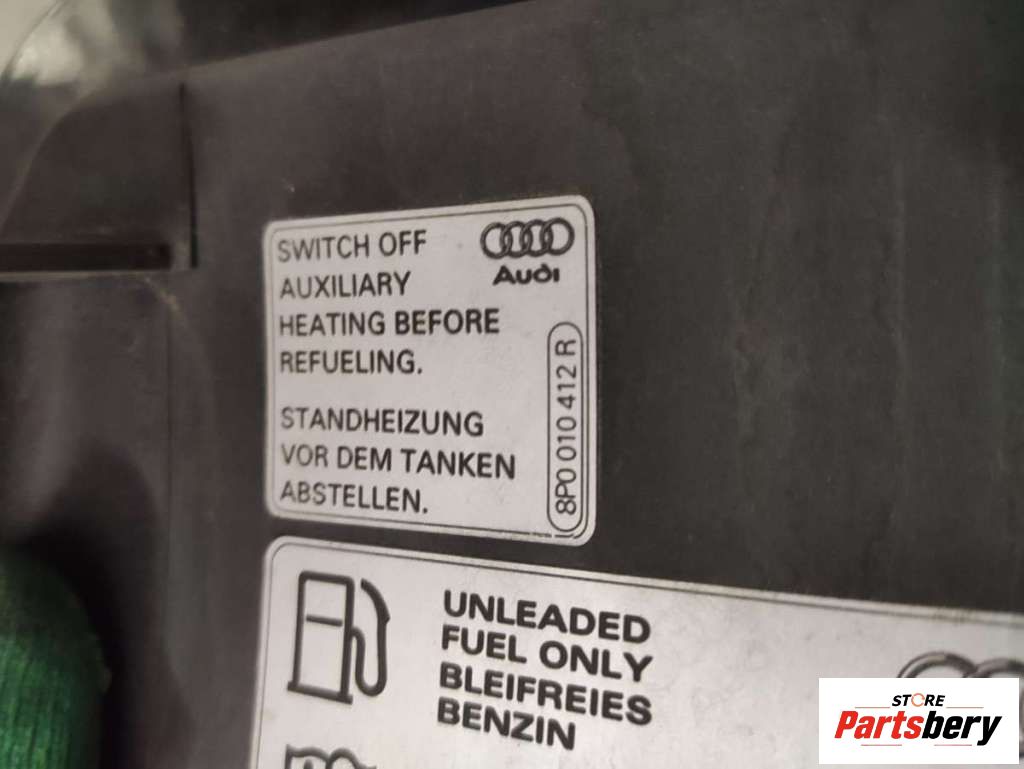 SWITCH OFF
AUXILIARY
HEATING BEFORE
REFUELING.
STANDHEIZUNG
VOR DEM TANKEN
ABSTELLEN.
Audi
8P0 010 412 R
UNLEADED
FUEL ONLY
BLEIFREIES
BENZIN
STORE
Partsbery